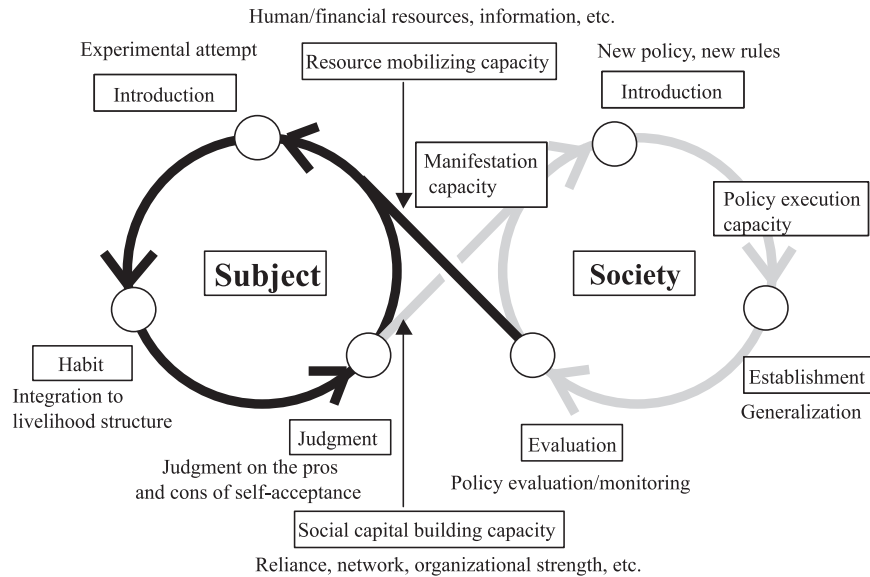 Human/financial resources, information, etc.
Experimental attempt
Resource mobilizing capacity
New policy, new rules
Introduction
Introduction
Manifestation
capacity
Policy execution
capacity
Subject
Society
Habit
Integration to
livelihood structure
Establishment
Generalization
Judgment
Judgment on the pros
and cons of self-acceptance
Evaluation
Policy evaluation/monitoring
Social capital building capacity
Reliance, network, organizational strength, etc.